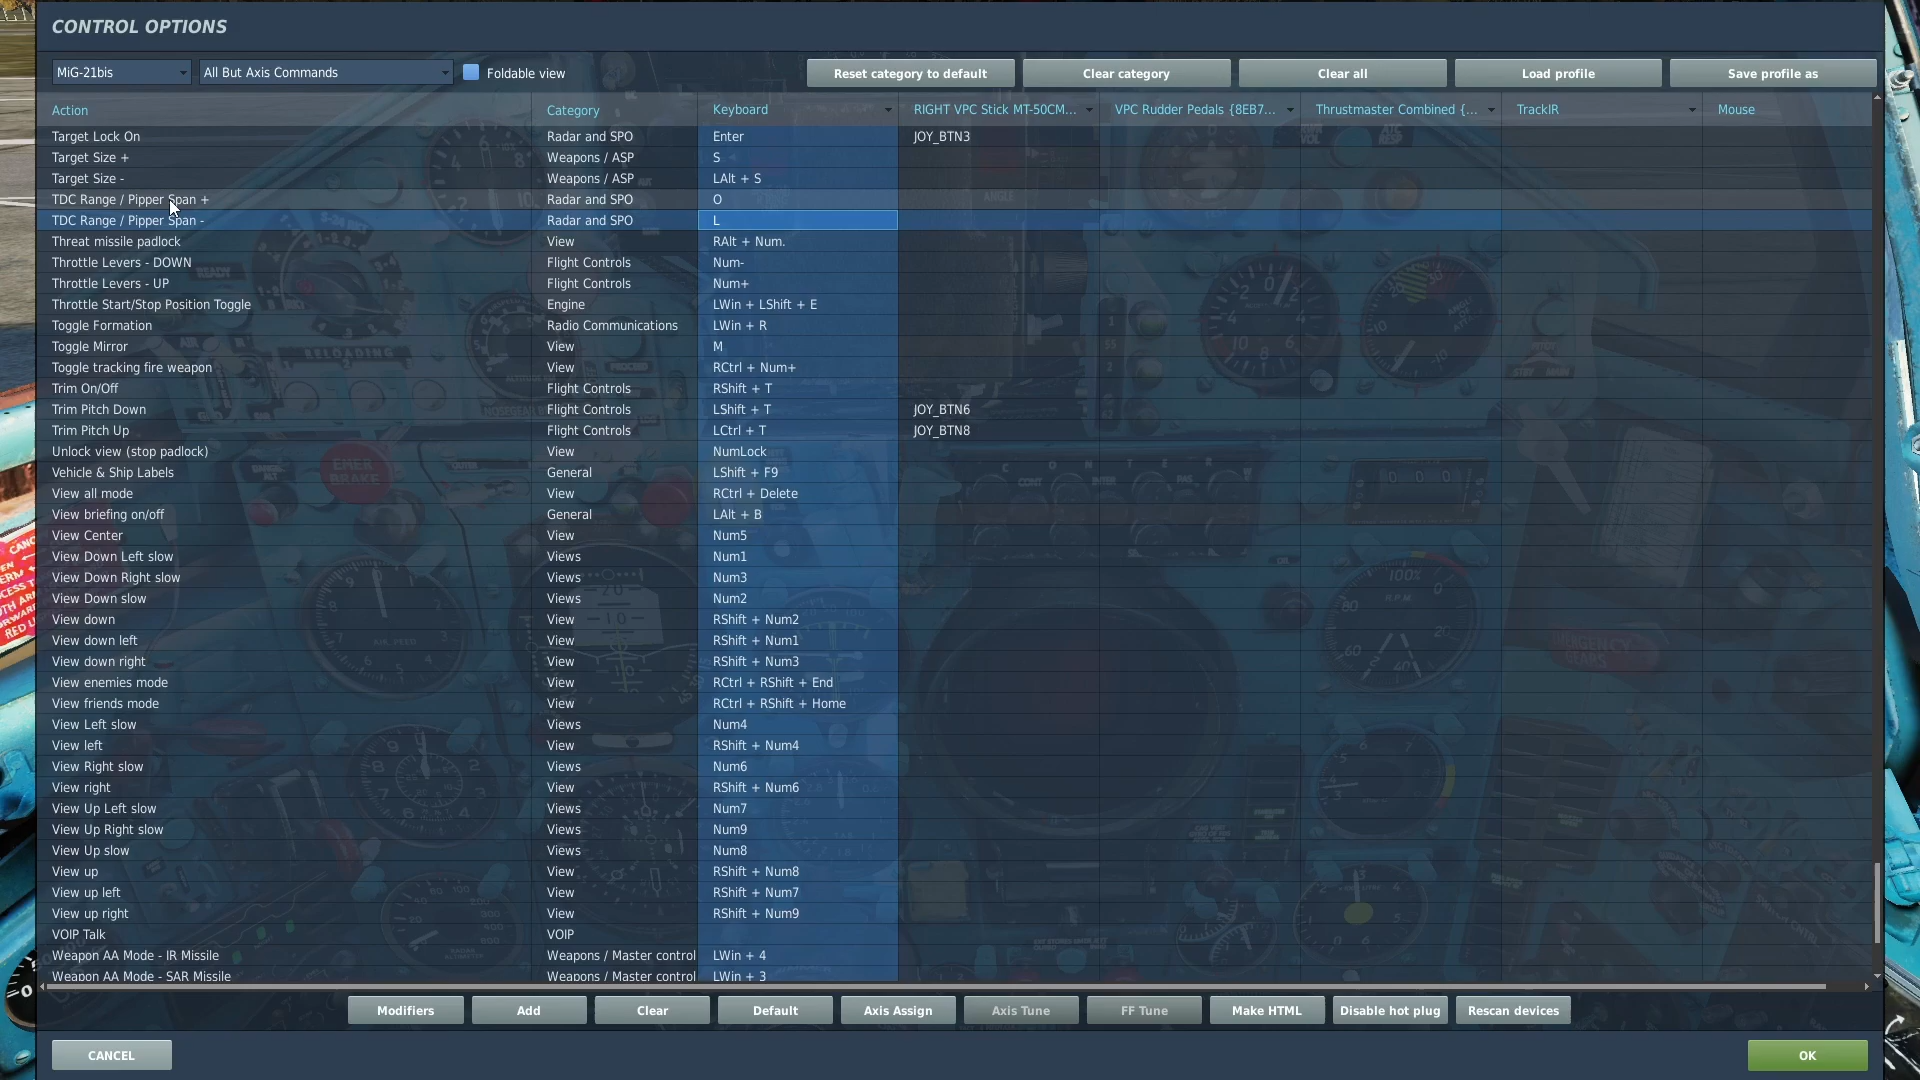 CONTROL OPTIONS
MiG-21bis All But Axis Commands Foldable view Reset category to default Clear category Clear all Load profile Save profile as
Action Category Keyboard RIGHT VPC Stick MT-50CM... VPC Rudder Pedals {8EB7... Thrustmaster Combined {... TrackIR Mouse
Target Lock On Radar and SPO Enter JOY_BTN3
Target Size + Weapons / ASP S
Target Size - Weapons / ASP LAlt + S
TDC Range / Pipper Span + Radar and SPO O
TDC Range / Pipper Span - Radar and SPO L
Threat missile padlock View RAlt + Num.
Throttle Levers - DOWN Flight Controls Num-
Throttle Levers - UP Flight Controls Num+
Throttle Start/Stop Position Toggle Engine LWin + LShift + E
Toggle Formation Radio Communications LWin + R
Toggle Mirror View M
Toggle tracking fire weapon View RCtrl + Num+
Trim On/Off Flight Controls RShift + T
Trim Pitch Down Flight Controls LShift + T JOY_BTN6
Trim Pitch Up Flight Controls LCtrl + T JOY_BTN8
Unlock view (stop padlock) View NumLock
Vehicle & Ship Labels General LShift + F9
View all mode View RCtrl + Delete
View briefing on/off General LAlt + B
View Center View Num5
View Down Left slow Views Num1
View Down Right slow Views Num3
View Down slow Views Num2
View down View RShift + Num2
View down left View RShift + Num1
View down right View RShift + Num3
View enemies mode View RCtrl + RShift + End
View friends mode View RCtrl + RShift + Home
View Left slow Views Num4
View left View RShift + Num4
View Right slow Views Num6
View right View RShift + Num6
View Up Left slow Views Num7
View Up Right slow Views Num9
View Up slow Views Num8
View up View RShift + Num8
View up left View RShift + Num7
View up right View RShift + Num9
VOIP Talk VOIP
Weapon AA Mode - IR Missile Weapons / Master control LWin + 4
Weapon AA Mode - SAR Missile Weapons / Master control LWin + 3
Modifiers Add Clear Default Axis Assign Axis Tune FF Tune Make HTML Disable hot plug Rescan devices
CANCEL OK